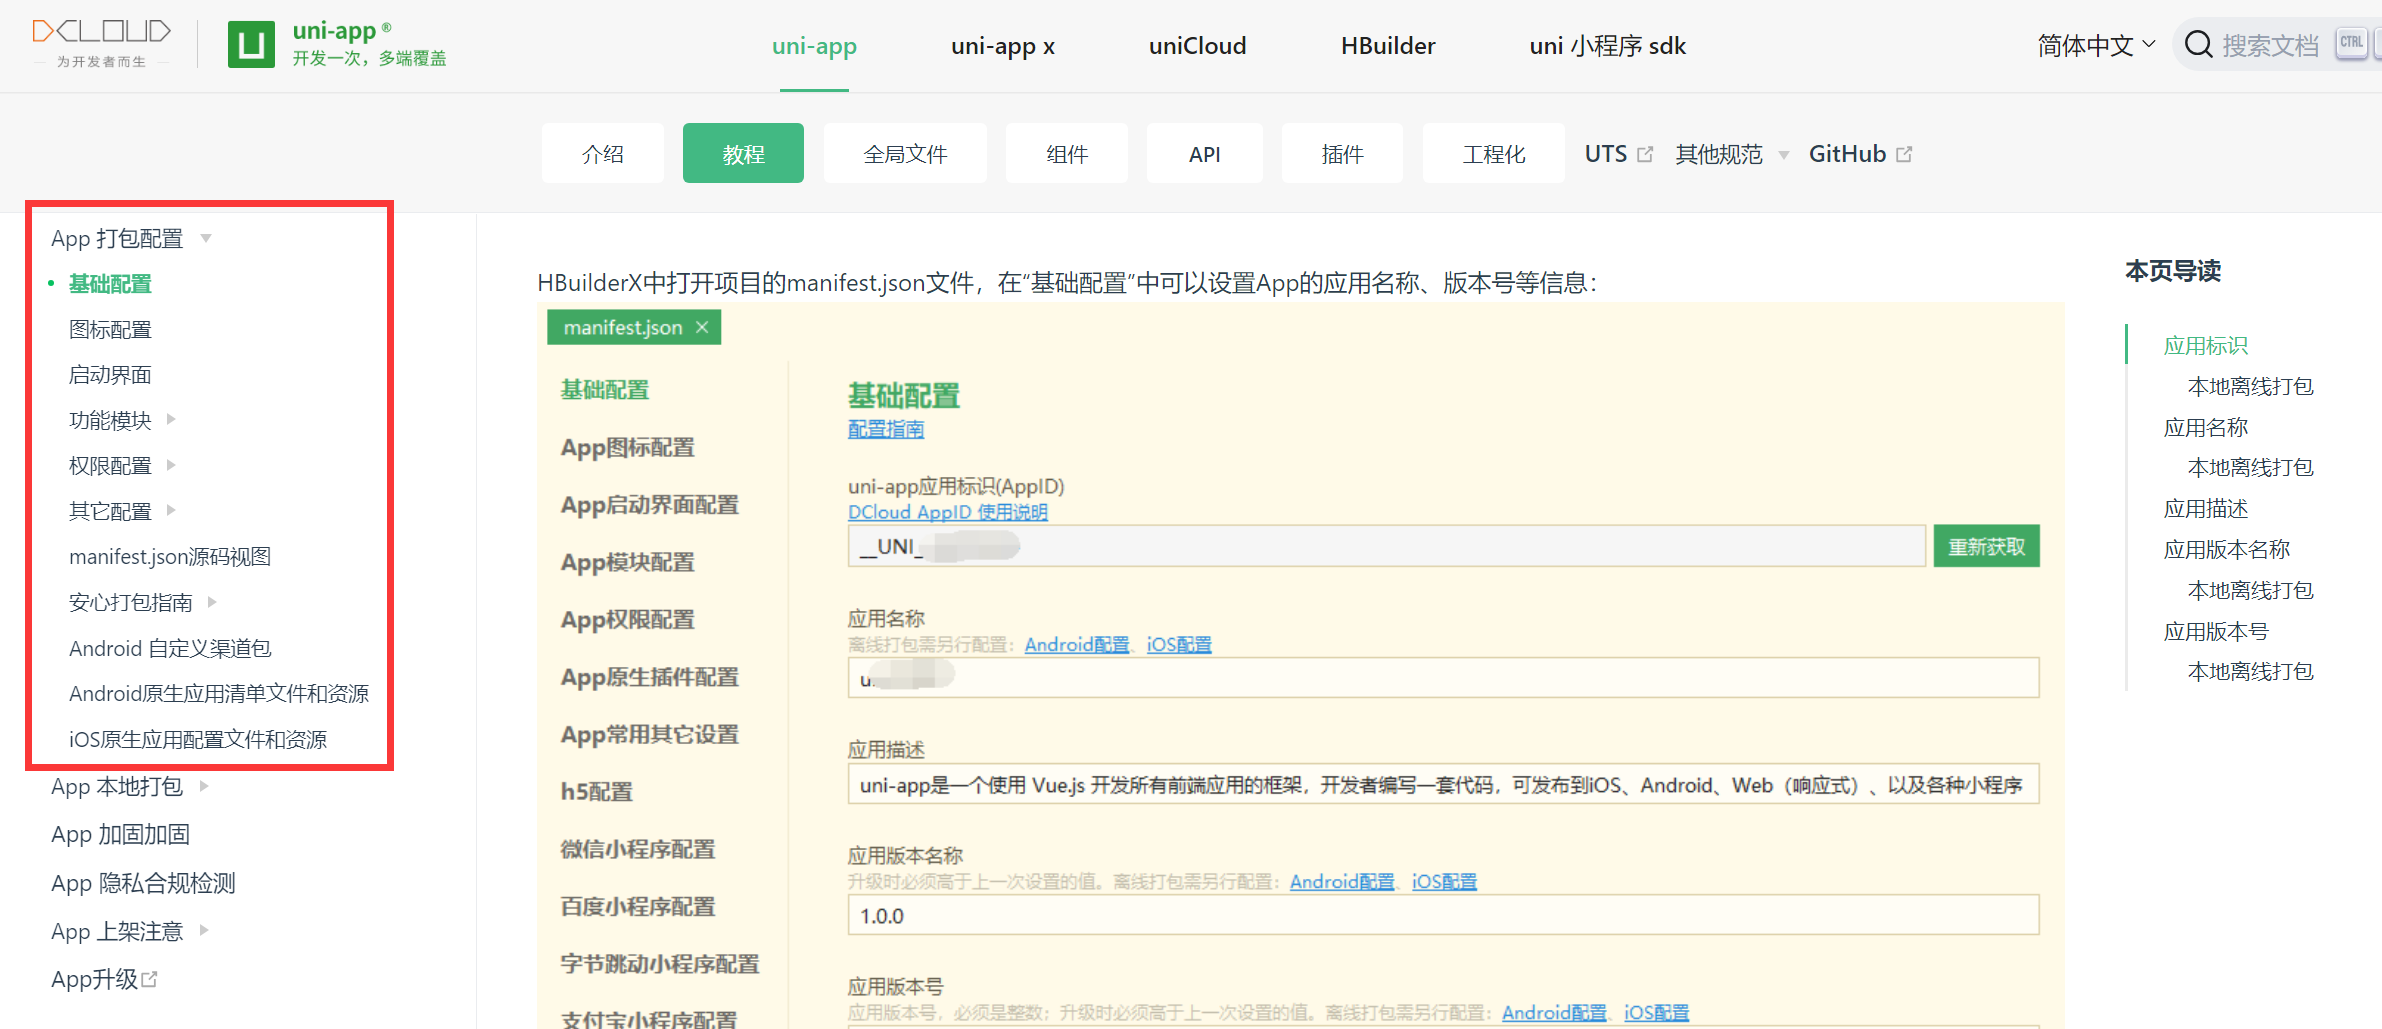 DCLOUD
为开发者而生
uni-app®
开发一次，多端覆盖
uni-app
uni-app x
uniCloud
HBuilder
uni 小程序 sdk
简体中文
搜索文档
CTRL
介绍
教程
全局文件
组件
API
插件
工程化
UTS
其他规范
GitHub
App 打包配置
基础配置
图标配置
启动界面
功能模块
权限配置
其它配置
manifest.json源码视图
安心打包指南
Android 自定义渠道包
Android原生应用清单文件和资源
iOS原生应用配置文件和资源
App 本地打包
App 加固加固
App 隐私合规检测
App 上架注意
App升级
HBuilderX中打开项目的manifest.json文件，在“基础配置”中可以设置App的应用名称、版本号等信息：
manifest.json
基础配置
App图标配置
App启动界面配置
App模块配置
App权限配置
App原生插件配置
App常用其它设置
h5配置
微信小程序配置
百度小程序配置
字节跳动小程序配置
支付宝小程序配置
基础配置
配置指南
uni-app应用标识(AppID)
DCloud AppID 使用说明
__UNI_
重新获取
应用名称
离线打包需另行配置：Android配置、iOS配置
u
应用描述
uni-app是一个使用 Vue.js 开发所有前端应用的框架，开发者编写一套代码，可发布到iOS、Android、Web（响应式）、以及各种小程序
应用版本名称
升级时必须高于上一次设置的值。离线打包需另行配置：Android配置、iOS配置
1.0.0
应用版本号
应用版本号，必须是整数；升级时必须高于上一次设置的值。离线打包需另行配置：Android配置、iOS配置
本页导读
应用标识
本地离线打包
应用名称
本地离线打包
应用描述
应用版本名称
本地离线打包
应用版本号
本地离线打包